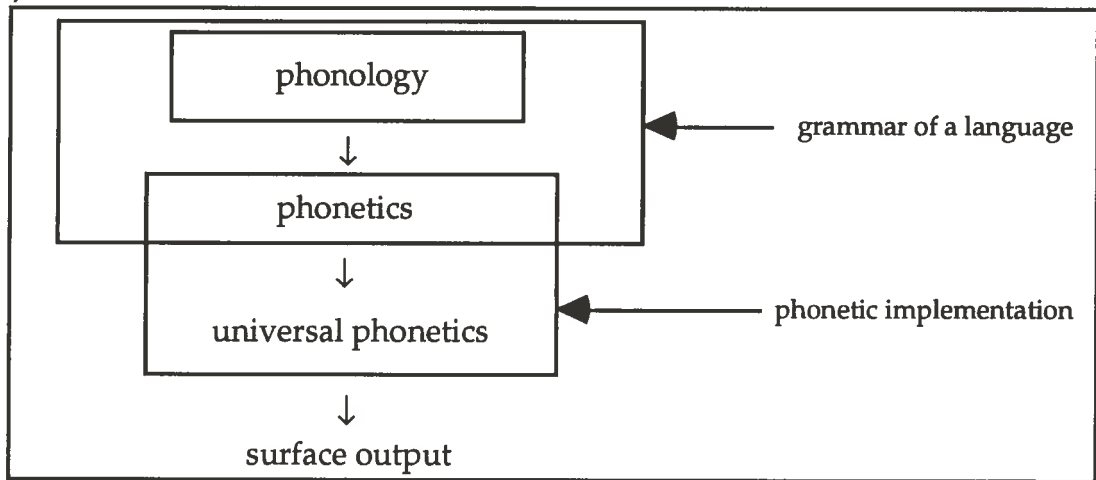 phonology
↓
grammar of a language
phonetics
↓
universal phonetics
phonetic implementation
↓
surface output